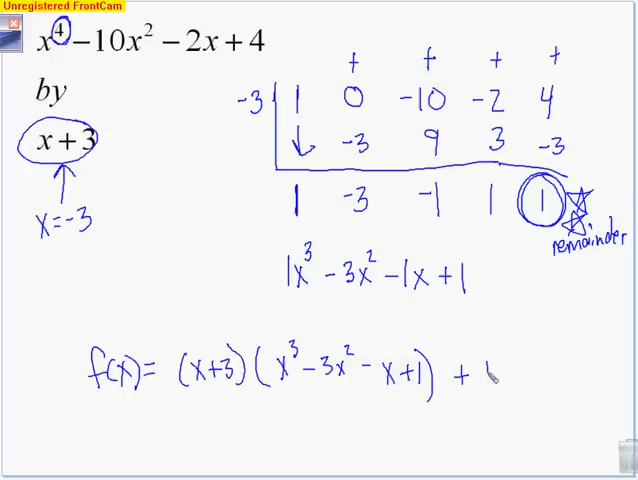 Unregistered FrontCam
x⁴ − 10x² − 2x + 4
by
x + 3
x = -3
+ + + +
-3 | 1 0 -10 -2 4
↓ -3 9 3 -3
1 -3 -1 1 1
remainder
1x³ - 3x² - 1x + 1
f(x) = (x+3)(x³ - 3x² - x + 1) + 1